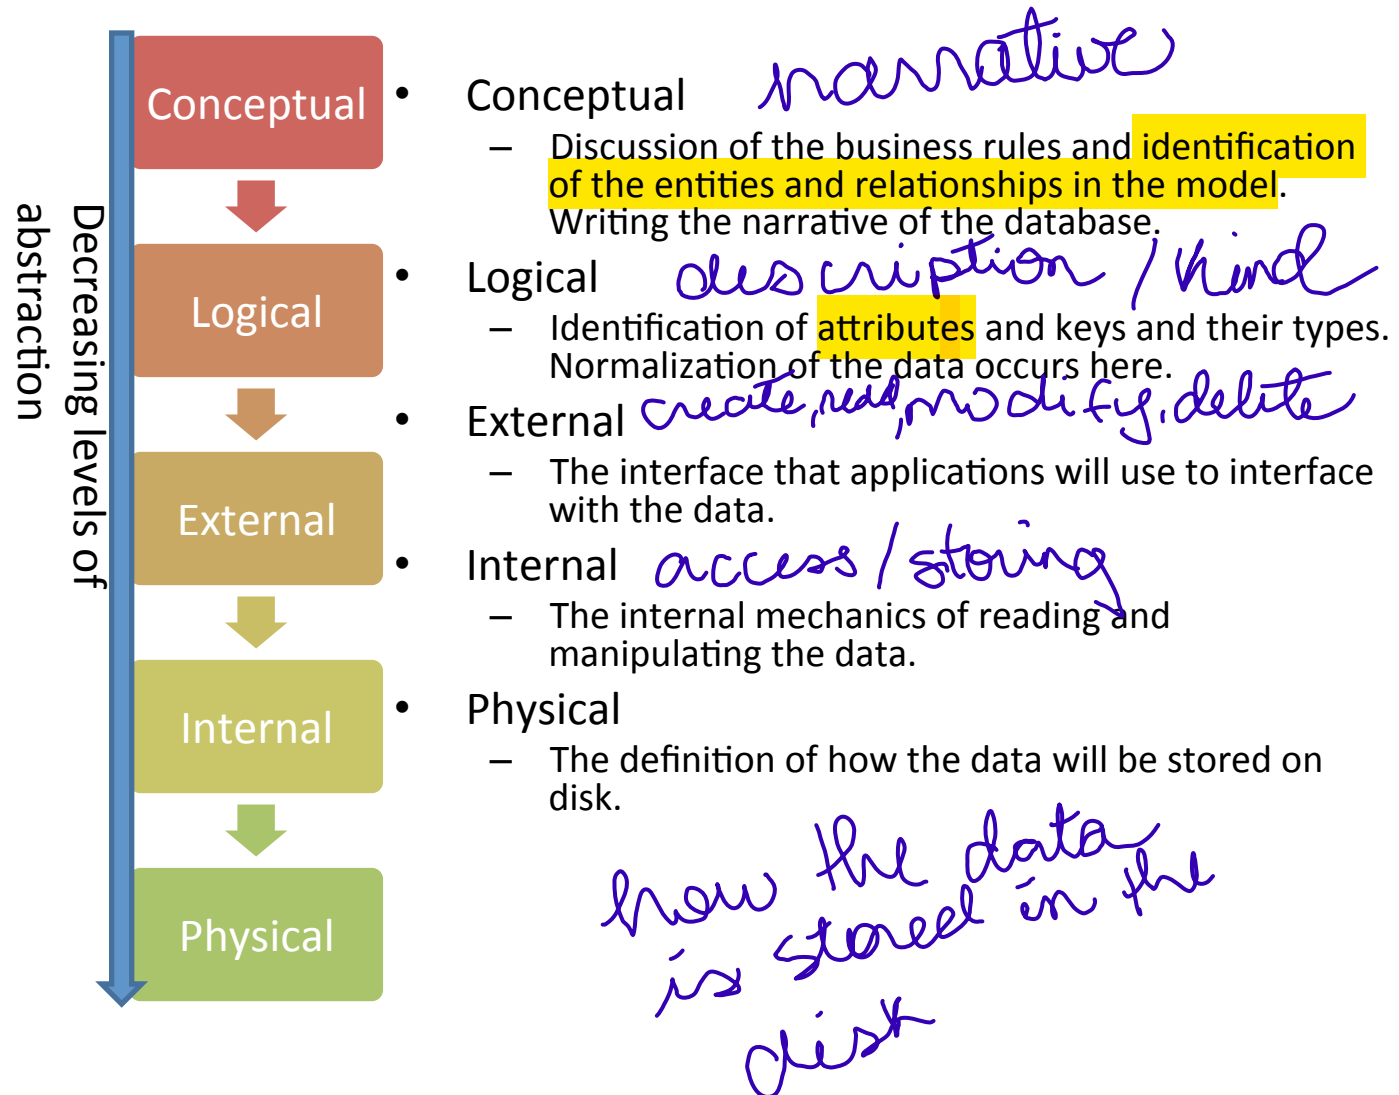 Decreasing levels of
abstraction
Conceptual
Logical
External
Internal
Physical
• Conceptual narrative
– Discussion of the business rules and identification
of the entities and relationships in the model.
Writing the narrative of the database.
• Logical description / kind
– Identification of attributes and keys and their types.
Normalization of the data occurs here.
• External create, read, modify, delete
– The interface that applications will use to interface
with the data.
• Internal access / storing
– The internal mechanics of reading and
manipulating the data.
• Physical
– The definition of how the data will be stored on
disk.
how the data
is stored in the
disk